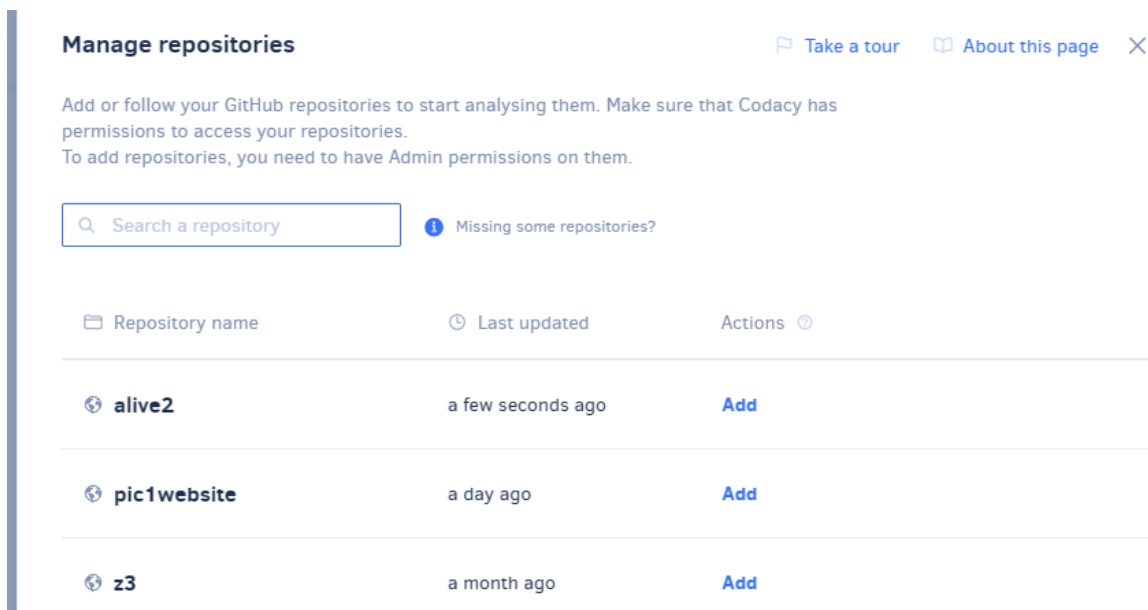 Manage repositories
Take a tour
About this page
Add or follow your GitHub repositories to start analysing them. Make sure that Codacy has
permissions to access your repositories.
To add repositories, you need to have Admin permissions on them.
Search a repository
Missing some repositories?
Repository name
Last updated
Actions
alive2
a few seconds ago
Add
pic1website
a day ago
Add
z3
a month ago
Add